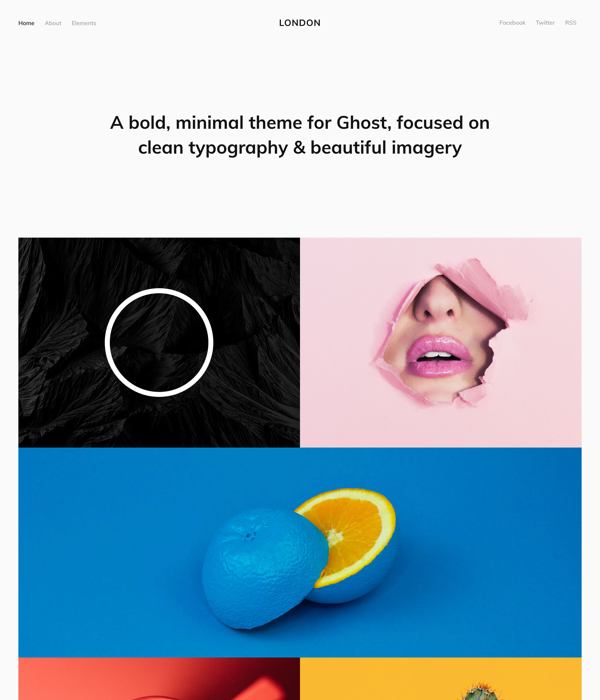 Home About Elements
LONDON
Facebook Twitter RSS
A bold, minimal theme for Ghost, focused on
clean typography & beautiful imagery